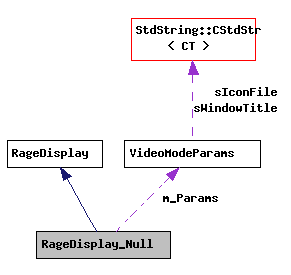 StdString::CStdStr
< CT >
sIconFile
sWindowTitle
RageDisplay
VideoModeParams
m_Params
RageDisplay_Null